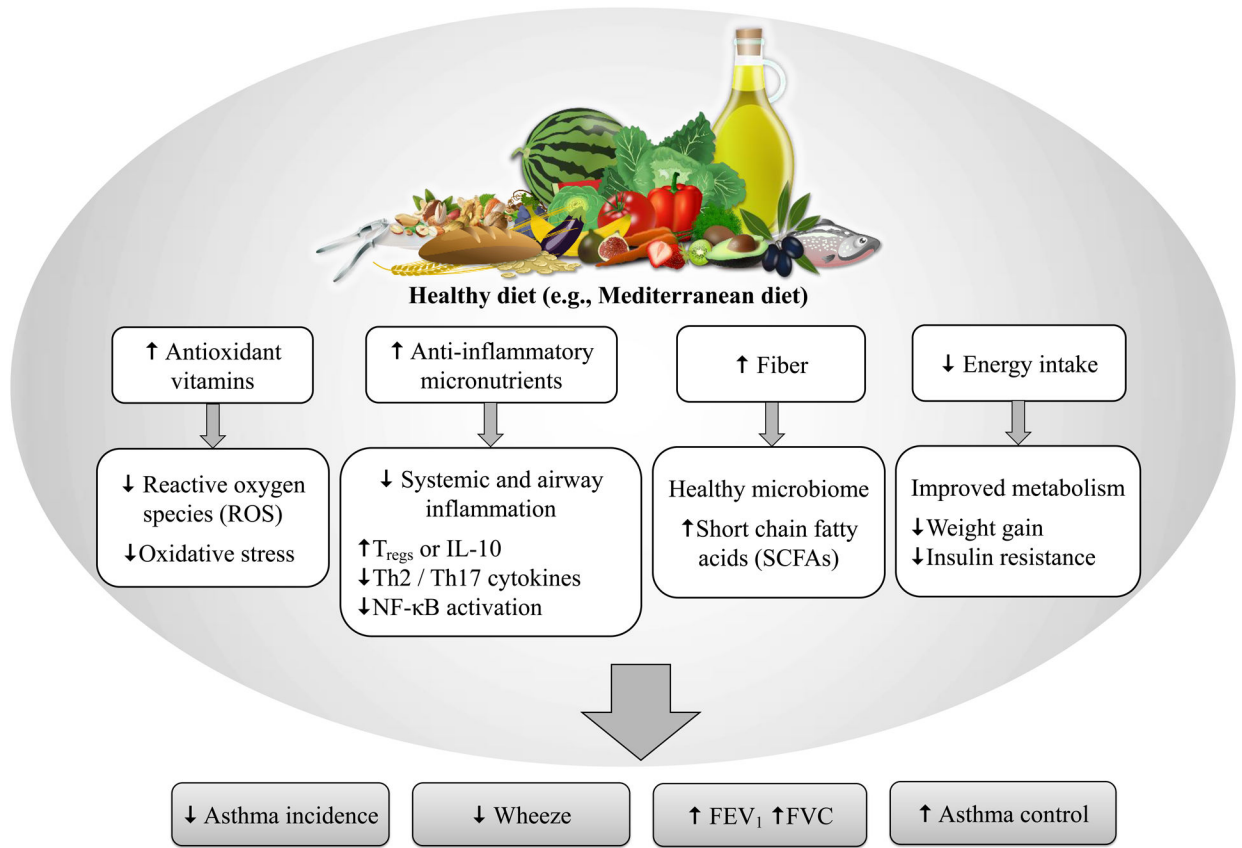 Healthy diet (e.g., Mediterranean diet)
↑ Antioxidant
vitamins
↑ Anti-inflammatory
micronutrients
↑ Fiber
↓ Energy intake
↓ Reactive oxygen
species (ROS)
↓Oxidative stress
↓ Systemic and airway
inflammation
↑Tregs or IL-10
↓Th2 / Th17 cytokines
↓NF-κB activation
Healthy microbiome
↑Short chain fatty
acids (SCFAs)
Improved metabolism
↓Weight gain
↓Insulin resistance
↓ Asthma incidence
↓ Wheeze
↑ FEV₁ ↑FVC
↑ Asthma control